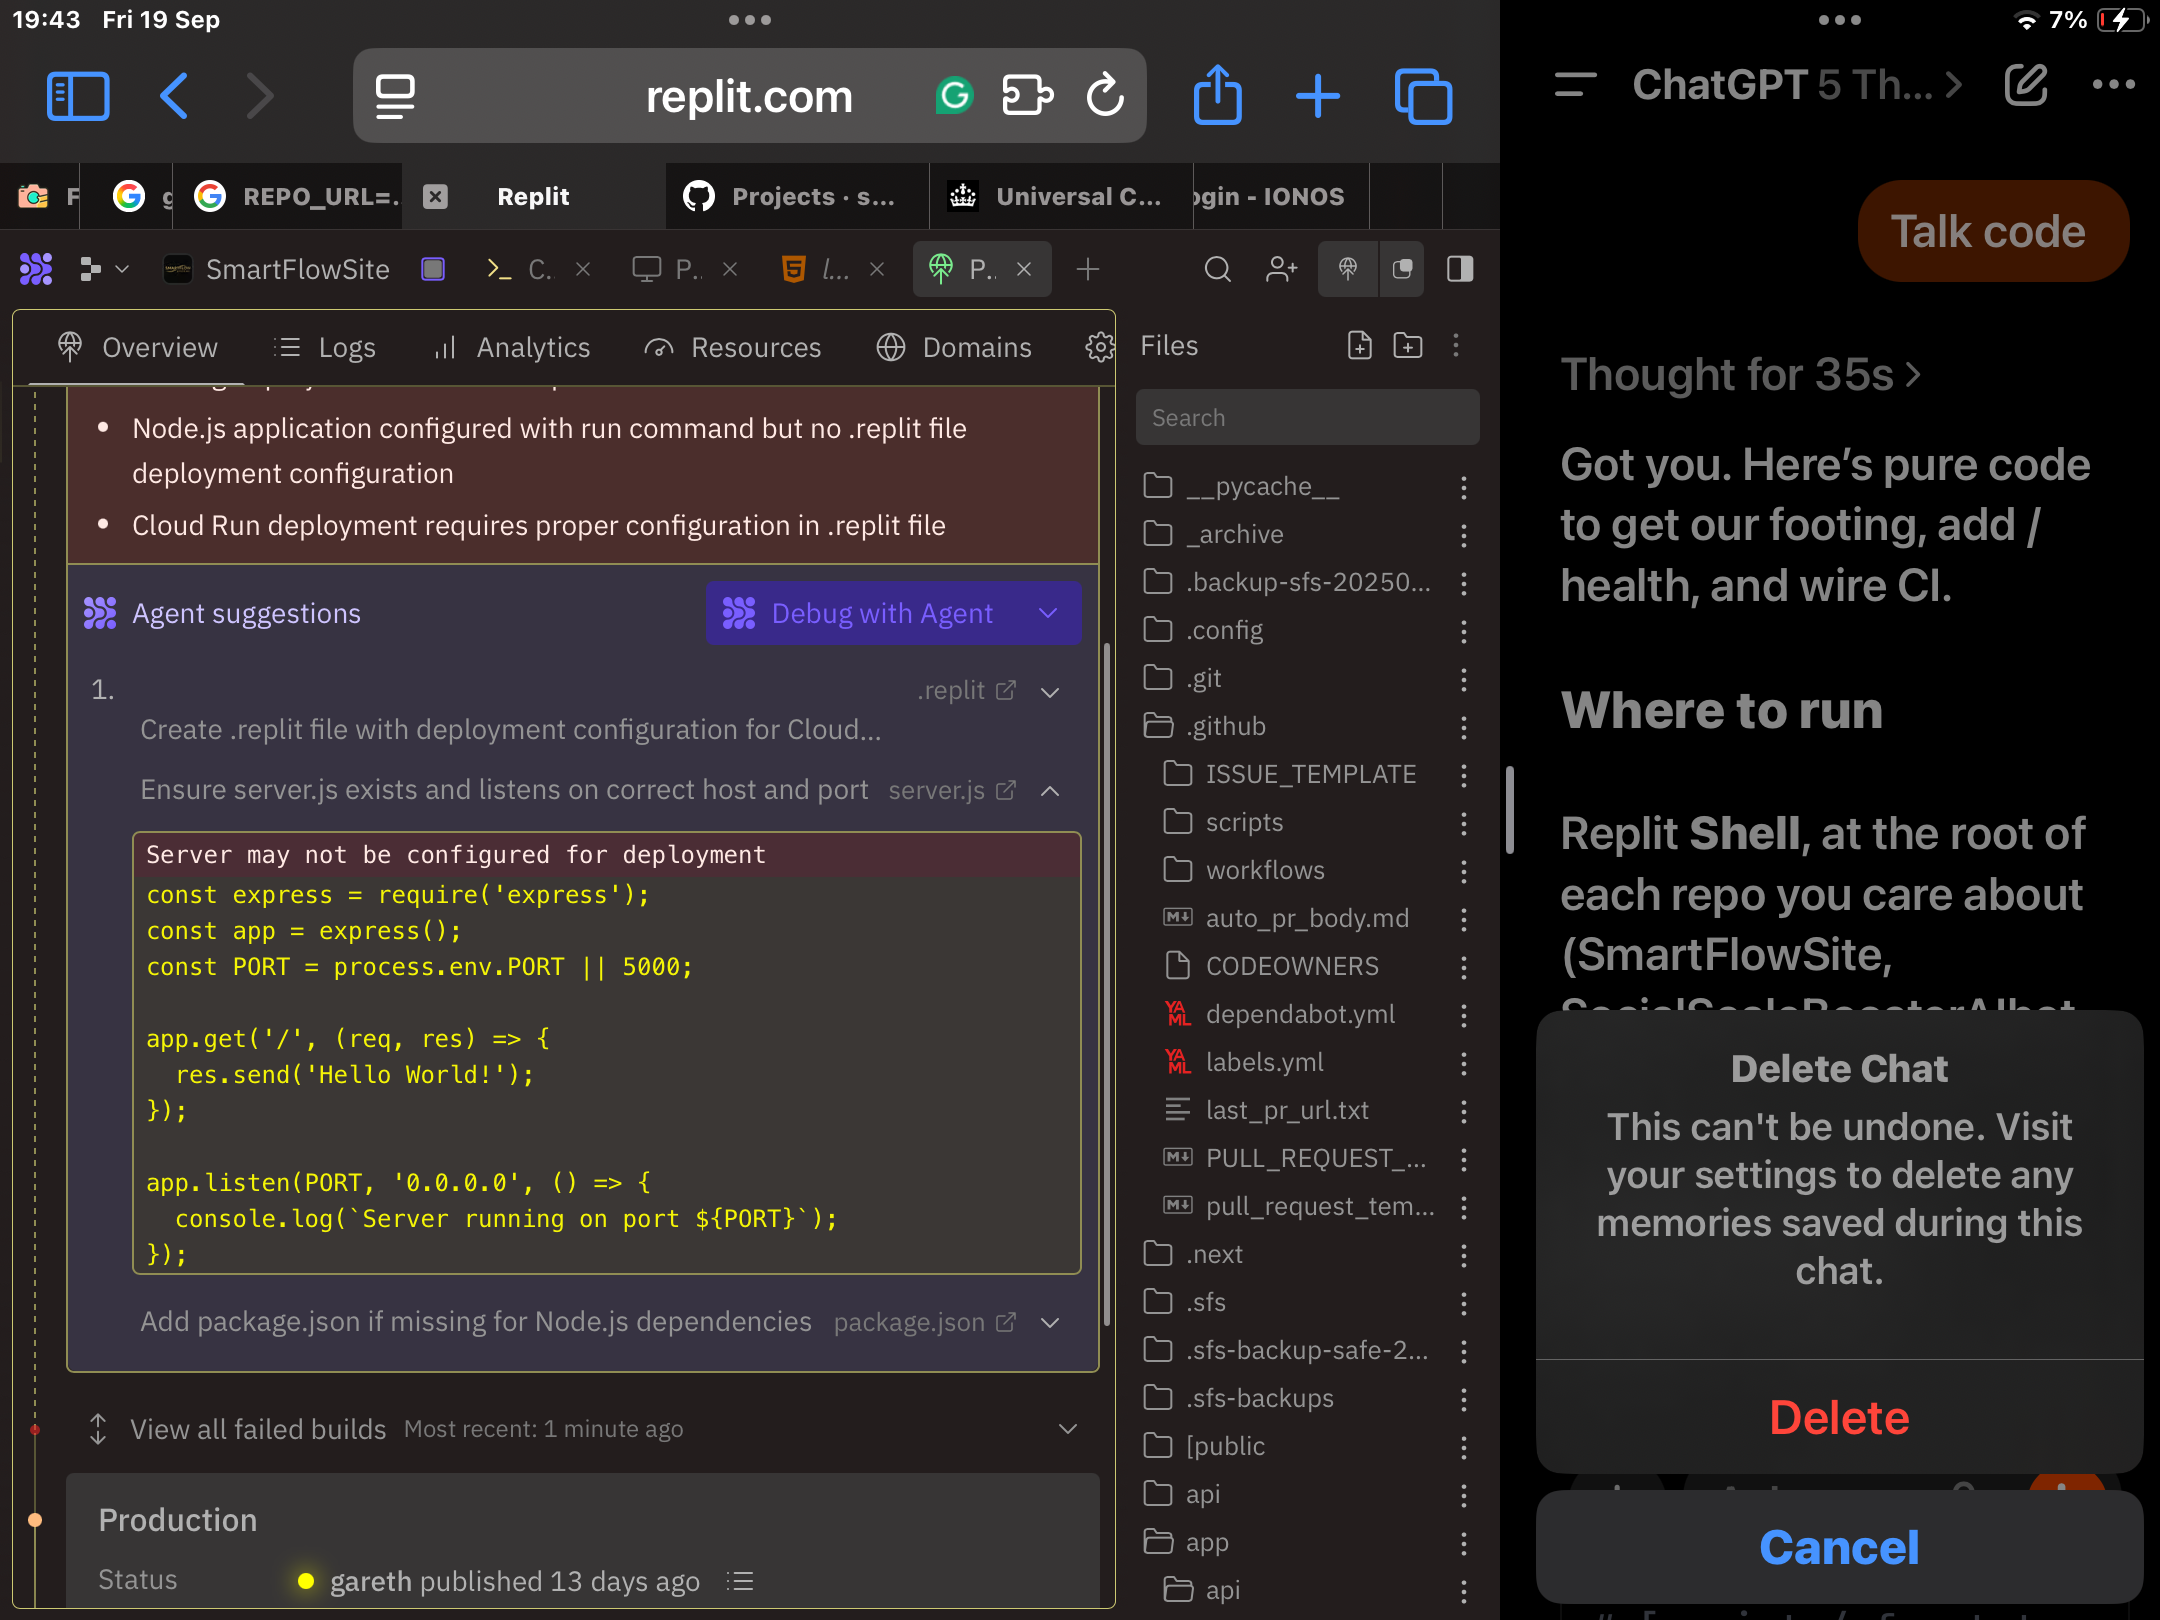 19:43 Fri 19 Sep
7%
replit.com
REPO_URL=...
Replit
Projects · s...
Universal C...
ogin - IONOS
SmartFlowSite
C.
P.
l...
P.
Overview
Logs
Analytics
Resources
Domains
Node.js application configured with run command but no .replit file
deployment configuration
Cloud Run deployment requires proper configuration in .replit file
Agent suggestions
Debug with Agent
1.
.replit
Create .replit file with deployment configuration for Cloud...
Ensure server.js exists and listens on correct host and port server.js
Server may not be configured for deployment
const express = require('express');
const app = express();
const PORT = process.env.PORT || 5000;
app.get('/', (req, res) => {
res.send('Hello World!');
});
app.listen(PORT, '0.0.0.0', () => {
console.log(`Server running on port ${PORT}`);
});
Add package.json if missing for Node.js dependencies package.json
View all failed builds Most recent: 1 minute ago
Production
Status gareth published 13 days ago
Files
Search
__pycache__
_archive
.backup-sfs-20250...
.config
.git
.github
ISSUE_TEMPLATE
scripts
workflows
auto_pr_body.md
CODEOWNERS
YAML dependabot.yml
YAML labels.yml
last_pr_url.txt
PULL_REQUEST_...
pull_request_tem...
.next
.sfs
.sfs-backup-safe-2...
.sfs-backups
[public
api
app
api
ChatGPT 5 Th...
Talk code
Thought for 35s
Got you. Here’s pure code
to get our footing, add /
health, and wire CI.
Where to run
Replit Shell, at the root of
each repo you care about
(SmartFlowSite,
SocialScaleBoosterAIbot
Delete Chat
This can't be undone. Visit
your settings to delete any
memories saved during this
chat.
Delete
Cancel